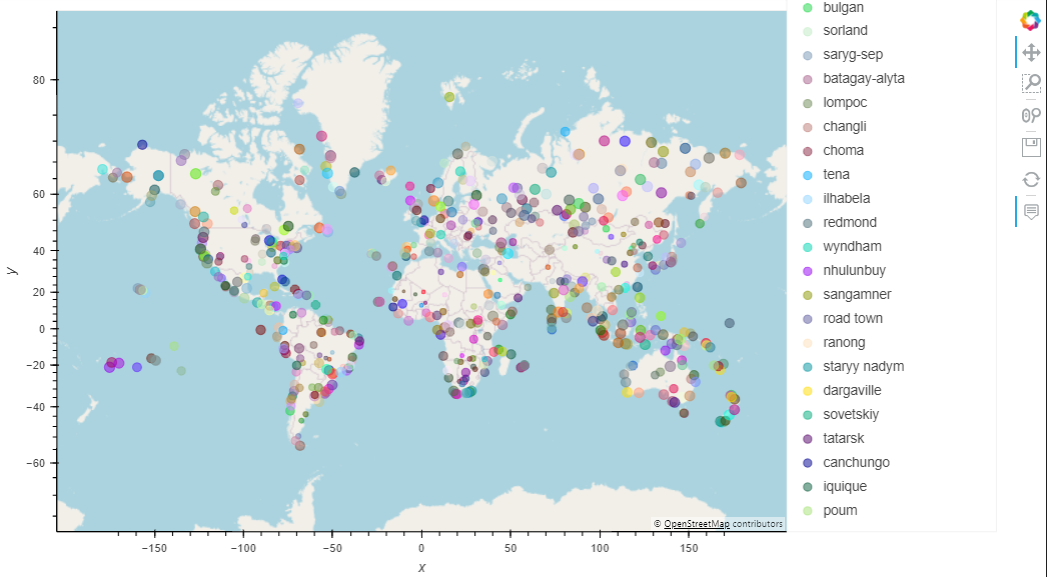 bulgan
sorland
saryg-sep
batagay-alyta
lompoc
changli
choma
tena
ilhabela
redmond
wyndham
nhulunbuy
sangamner
road town
ranong
staryy nadym
dargaville
sovetskiy
tatarsk
canchungo
iquique
poum
80
60
40
20
0
−20
−40
−60
y
© OpenStreetMap contributors
−150 −100 −50 0 50 100 150
x